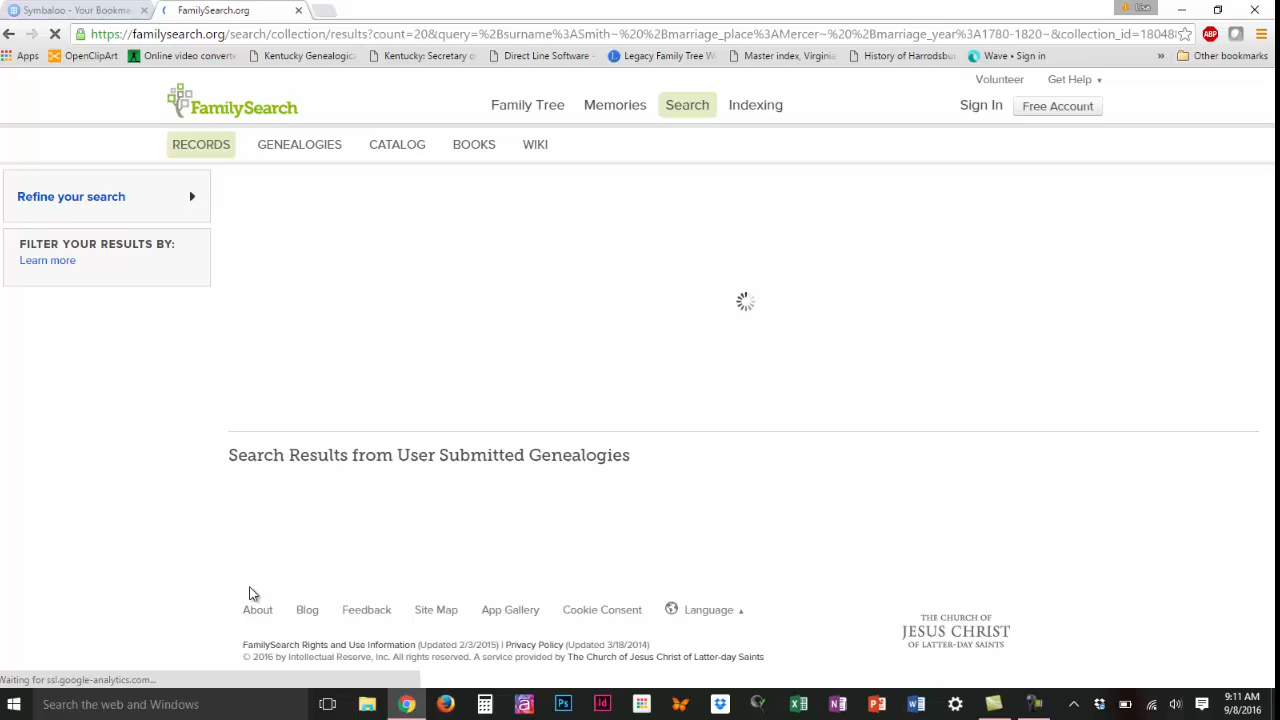 Symbaloo - Your Bookma
FamilySearch.org
https://familysearch.org/search/collection/results?count=20&query=%2Bsurname%3ASmith~%20%2Bmarriage_place%3AMercer~%20%2Bmarriage_year%3A1780-1820~&collection_id=18048
Apps OpenClipArt Online video converte Kentucky Genealogica Kentucky: Secretary o Direct Line Software - Legacy Family Tree W Master index, Virginia History of Harrodsbu Wave • Sign in » Other bookmarks
Volunteer Get Help
FamilySearch Family Tree Memories Search Indexing Sign In Free Account
RECORDS GENEALOGIES CATALOG BOOKS WIKI
Refine your search
FILTER YOUR RESULTS BY:
Learn more
Search Results from User Submitted Genealogies
About Blog Feedback Site Map App Gallery Cookie Consent Language
THE CHURCH OF
JESUS CHRIST
OF LATTER-DAY SAINTS
FamilySearch Rights and Use Information (Updated 2/3/2015) | Privacy Policy (Updated 3/18/2014)
© 2016 by Intellectual Reserve, Inc. All rights reserved. A service provided by The Church of Jesus Christ of Latter-day Saints
Waiting for ssl.google-analytics.com...
Search the web and Windows
9:11 AM
9/8/2016